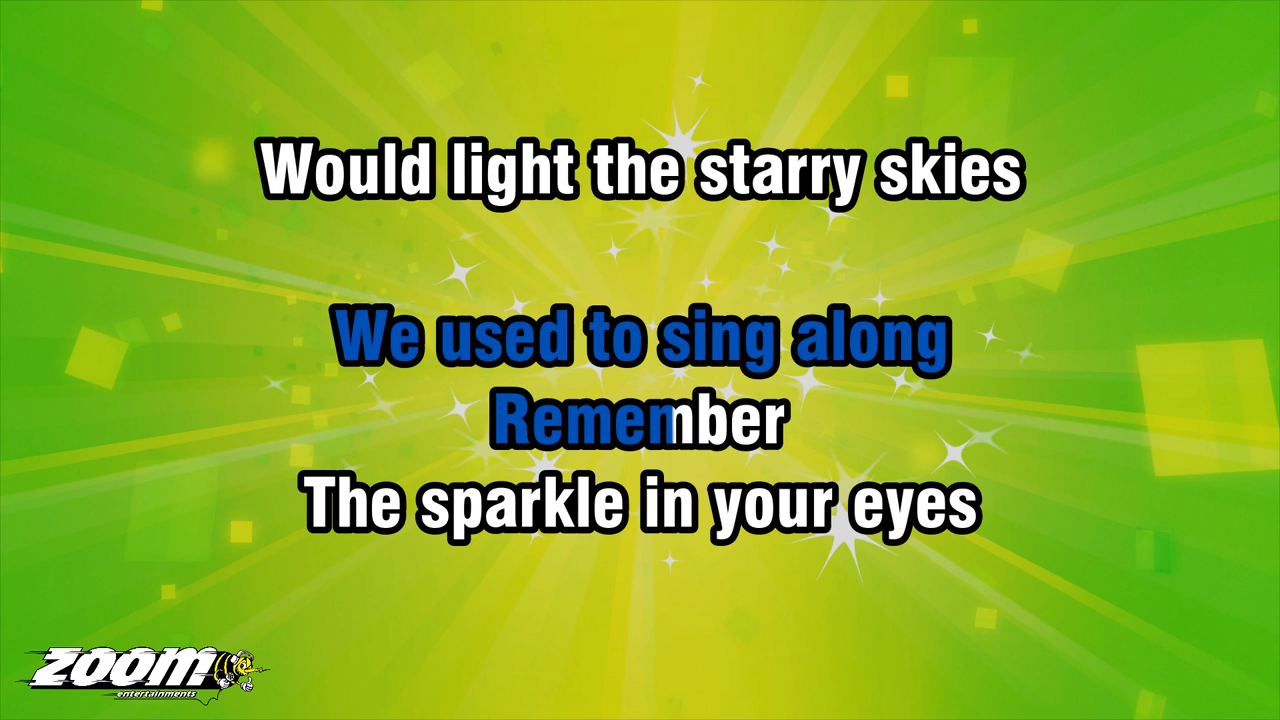 Would light the starry skies
We used to sing along
Remember
The sparkle in your eyes
zoom
entertainments